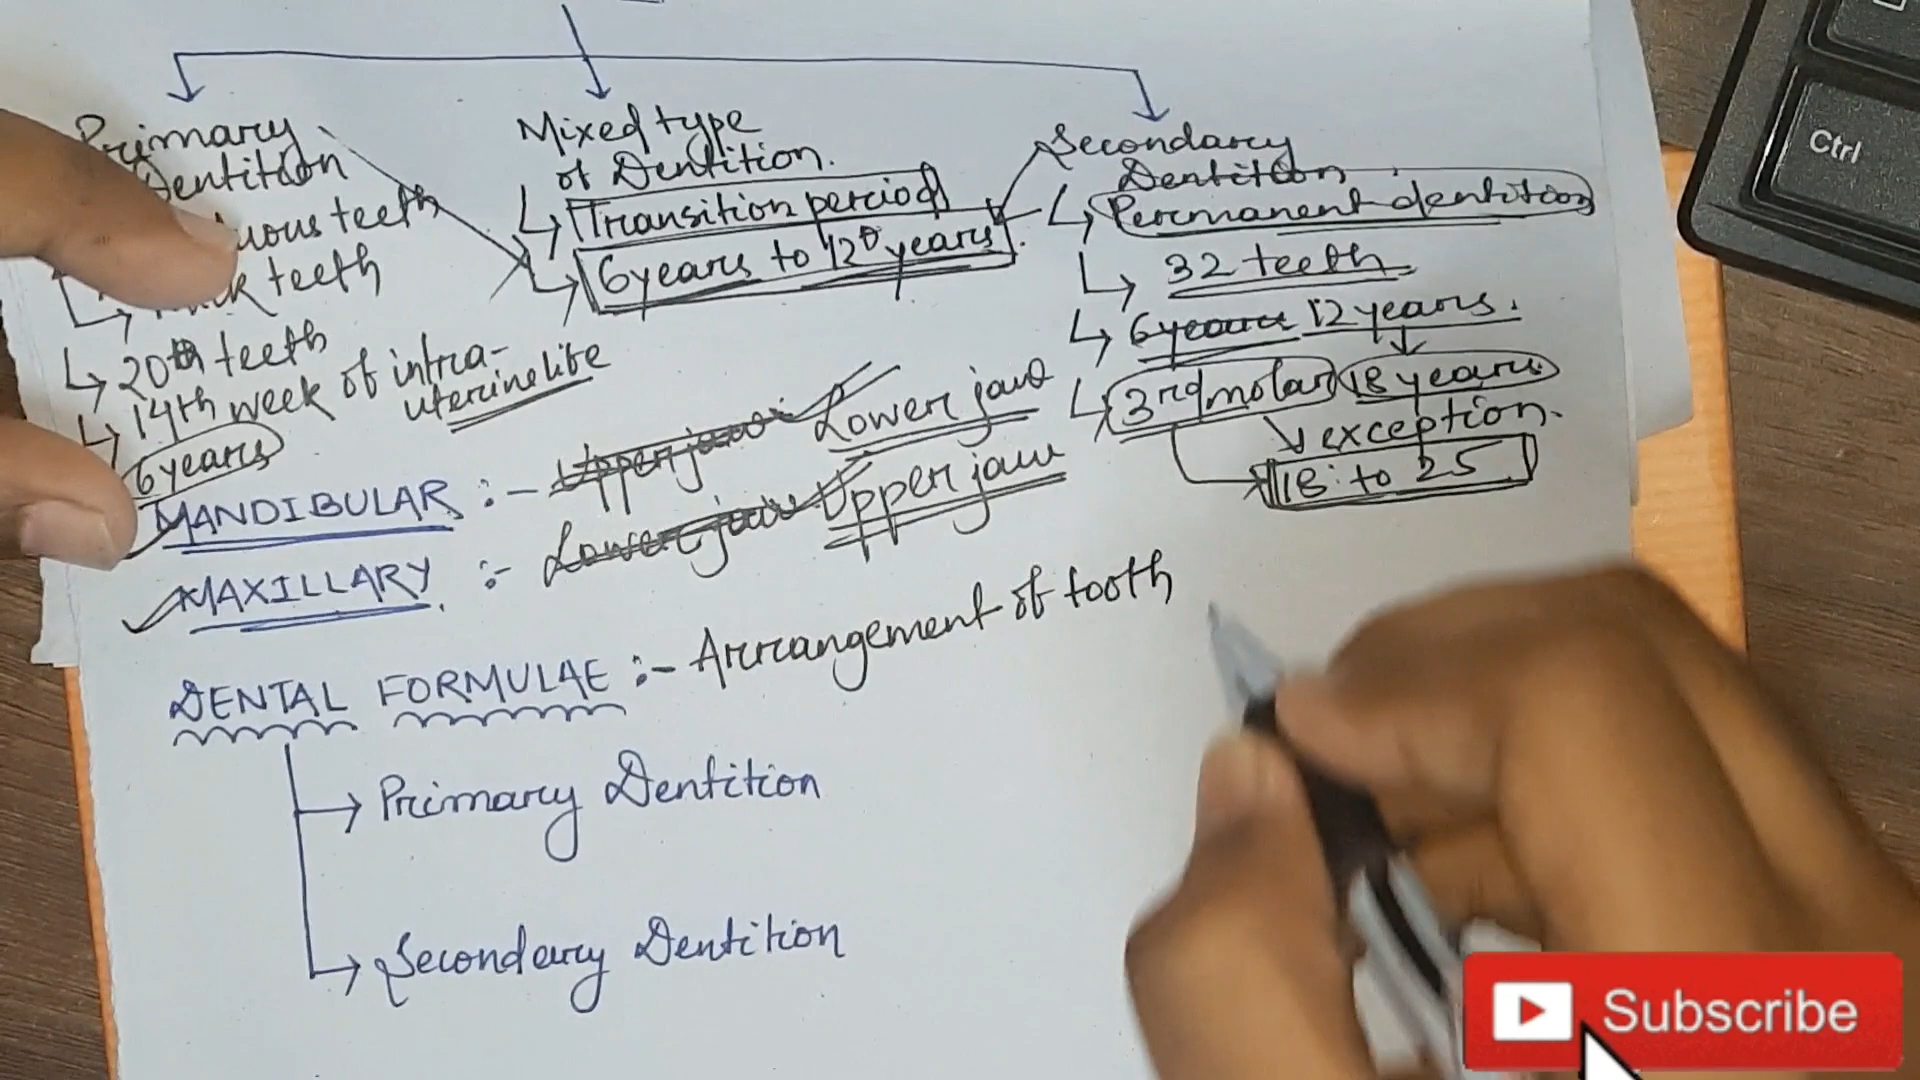 Primary
Dentition
teeth
teeth
20th teeth
14th week of intra-
uterine life
6 years
Mixed type
of Dentition.
Transition period
6 years to 12 years.
Secondary
Dentition.
Permanent dentition
32 teeth
6 years 12 years.
3rd molar 18 years
exception.
18 to 25
MANDIBULAR :- Upper jaw Lower jaw
MAXILLARY :- Lower jaw Upper jaw
DENTAL FORMULAE :- Arrangement of tooth
Primary Dentition
Secondary Dentition
Ctrl
Subscribe